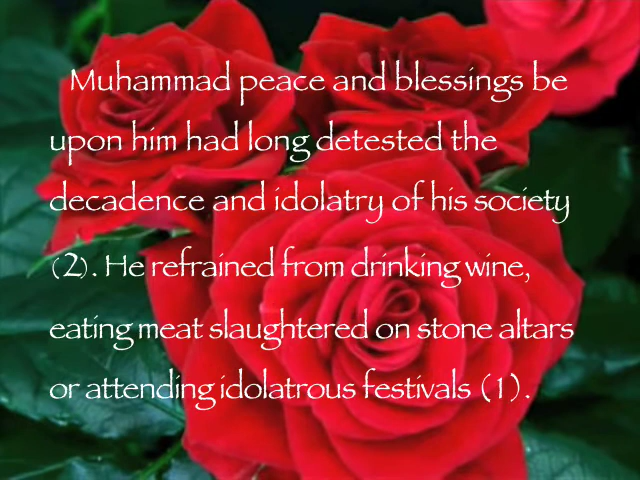 Muhammad peace and blessings be
upon him had long detested the
decadence and idolatry of his society
(2). He refrained from drinking wine,
eating meat slaughtered on stone altars
or attending idolatrous festivals (1).